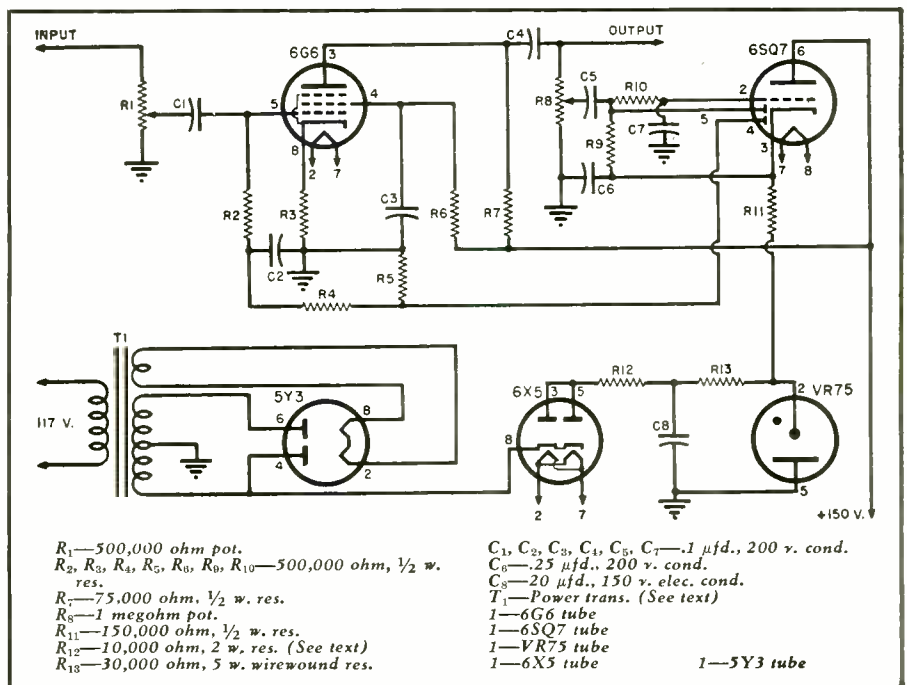 INPUT
R1
C1
5
6G6
3
4
8
2
7
C4
OUTPUT
R8
C5
R10
C7
R9
C6
6SQ7
6
2
5
4
3
7
8
R11
R2
C2
R3
C3
R5
R4
R6
R7
T1
117 V.
5Y3
6
4
8
2
6X5
3
5
8
2
7
R12
R13
C8
VR75
2
5
+150 V.
R₁—500,000 ohm pot.
R₂, R₃, R₄, R₅, R₆, R₉, R₁₀—500,000 ohm, ½ w. res.
R₇—75,000 ohm, ½ w. res.
R₈—1 megohm pot.
R₁₁—150,000 ohm, ½ w. res.
R₁₂—10,000 ohm, 2 w. res. (See text)
R₁₃—30,000 ohm, 5 w. wirewound res.
C₁, C₂, C₃, C₄, C₅, C₇—.1 µfd., 200 v. cond.
C₆—.25 µfd., 200 v. cond.
C₈—20 µfd., 150 v. elec. cond.
T₁—Power trans. (See text)
1—6G6 tube
1—6SQ7 tube
1—VR75 tube
1—6X5 tube 1—5Y3 tube